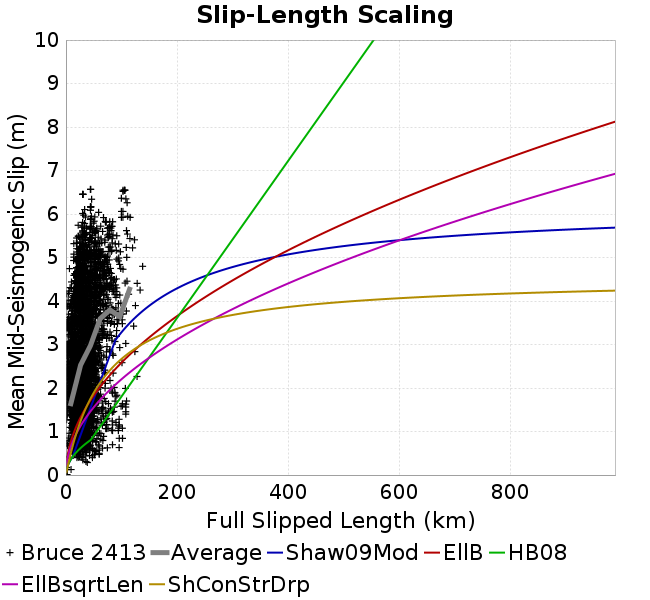 Slip-Length Scaling
Mean Mid-Seismogenic Slip (m)
10
9
8
7
6
5
4
3
2
1
0
0 200 400 600 800
Full Slipped Length (km)
Bruce 2413 Average Shaw09Mod EllB HB08
EllBsqrtLen ShConStrDrp